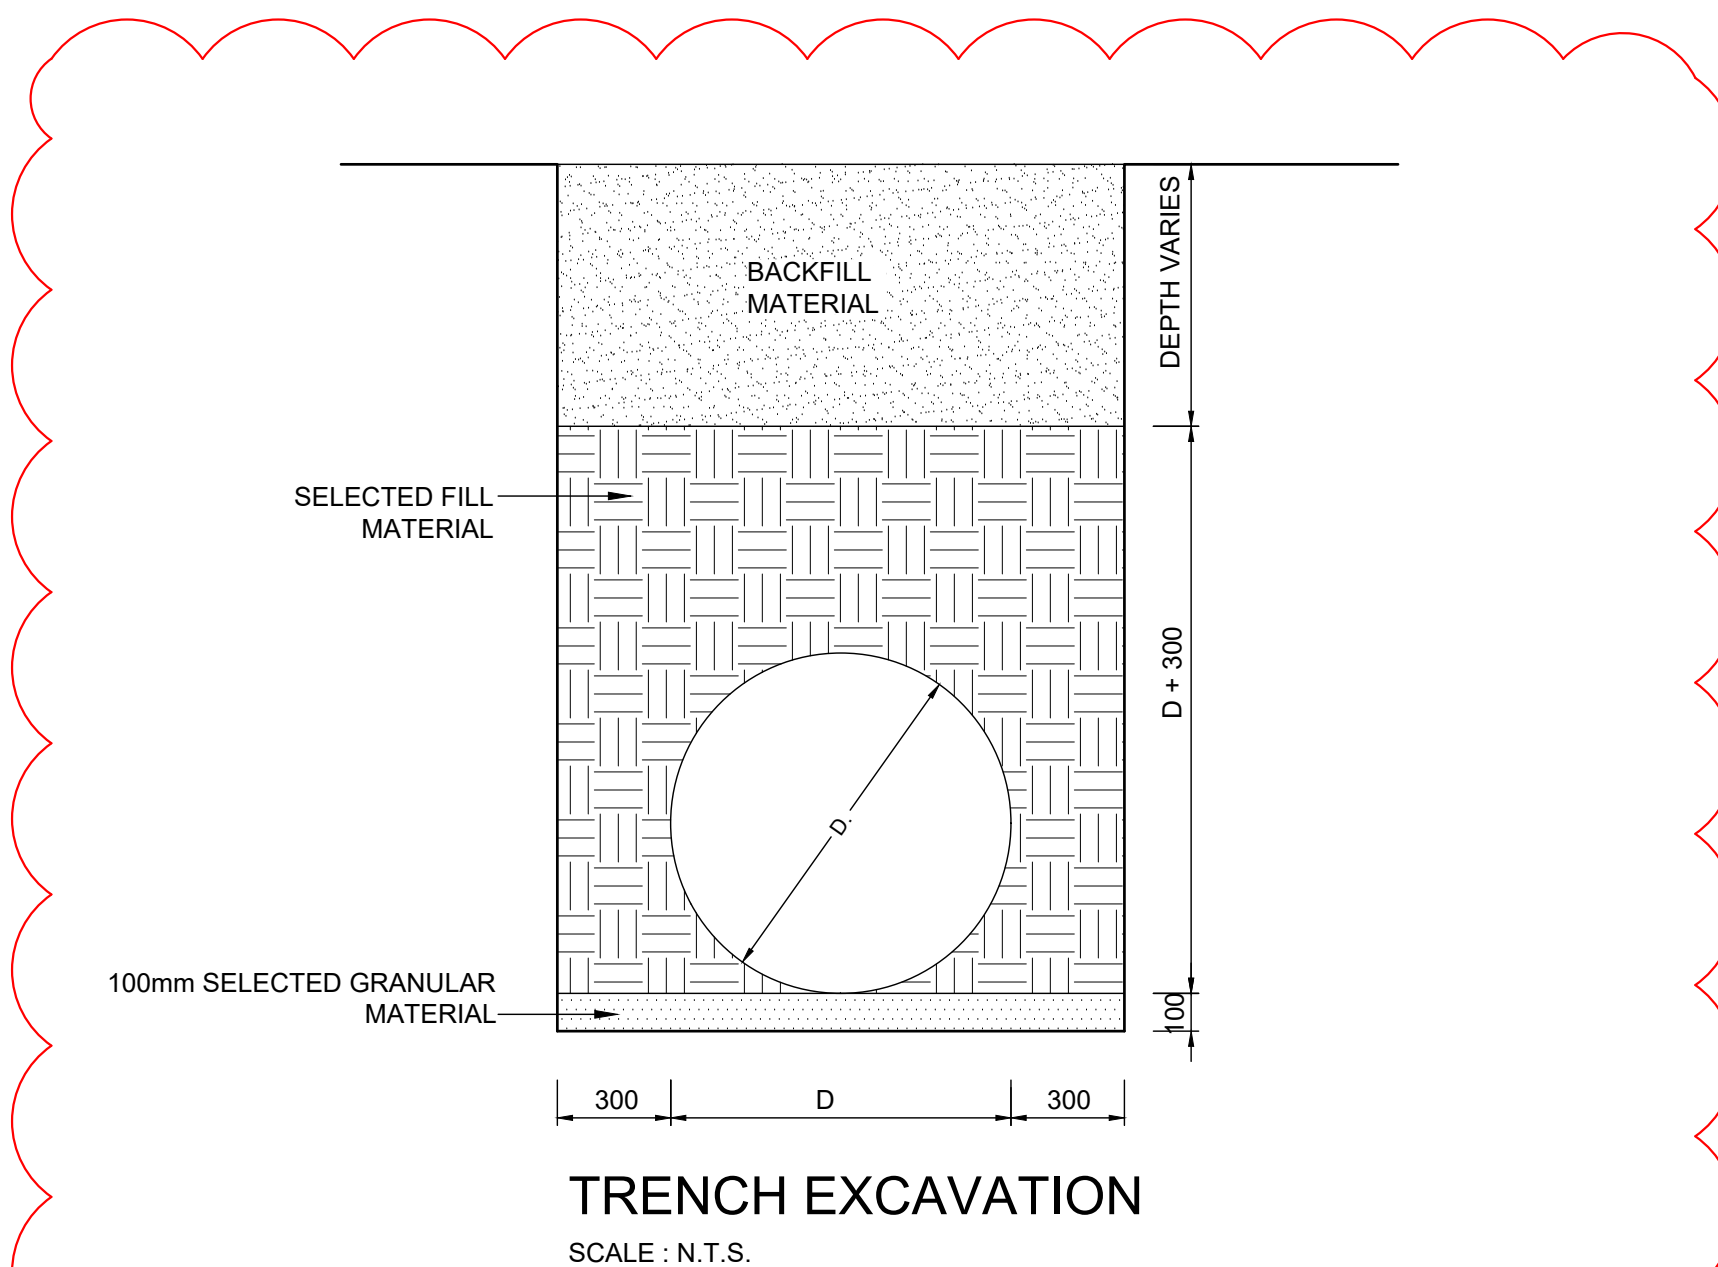 DEPTH VARIES
BACKFILL
MATERIAL
SELECTED FILL
MATERIAL
D + 300
D.
100mm SELECTED GRANULAR
MATERIAL
100
300
D
300
TRENCH EXCAVATION
SCALE : N.T.S.